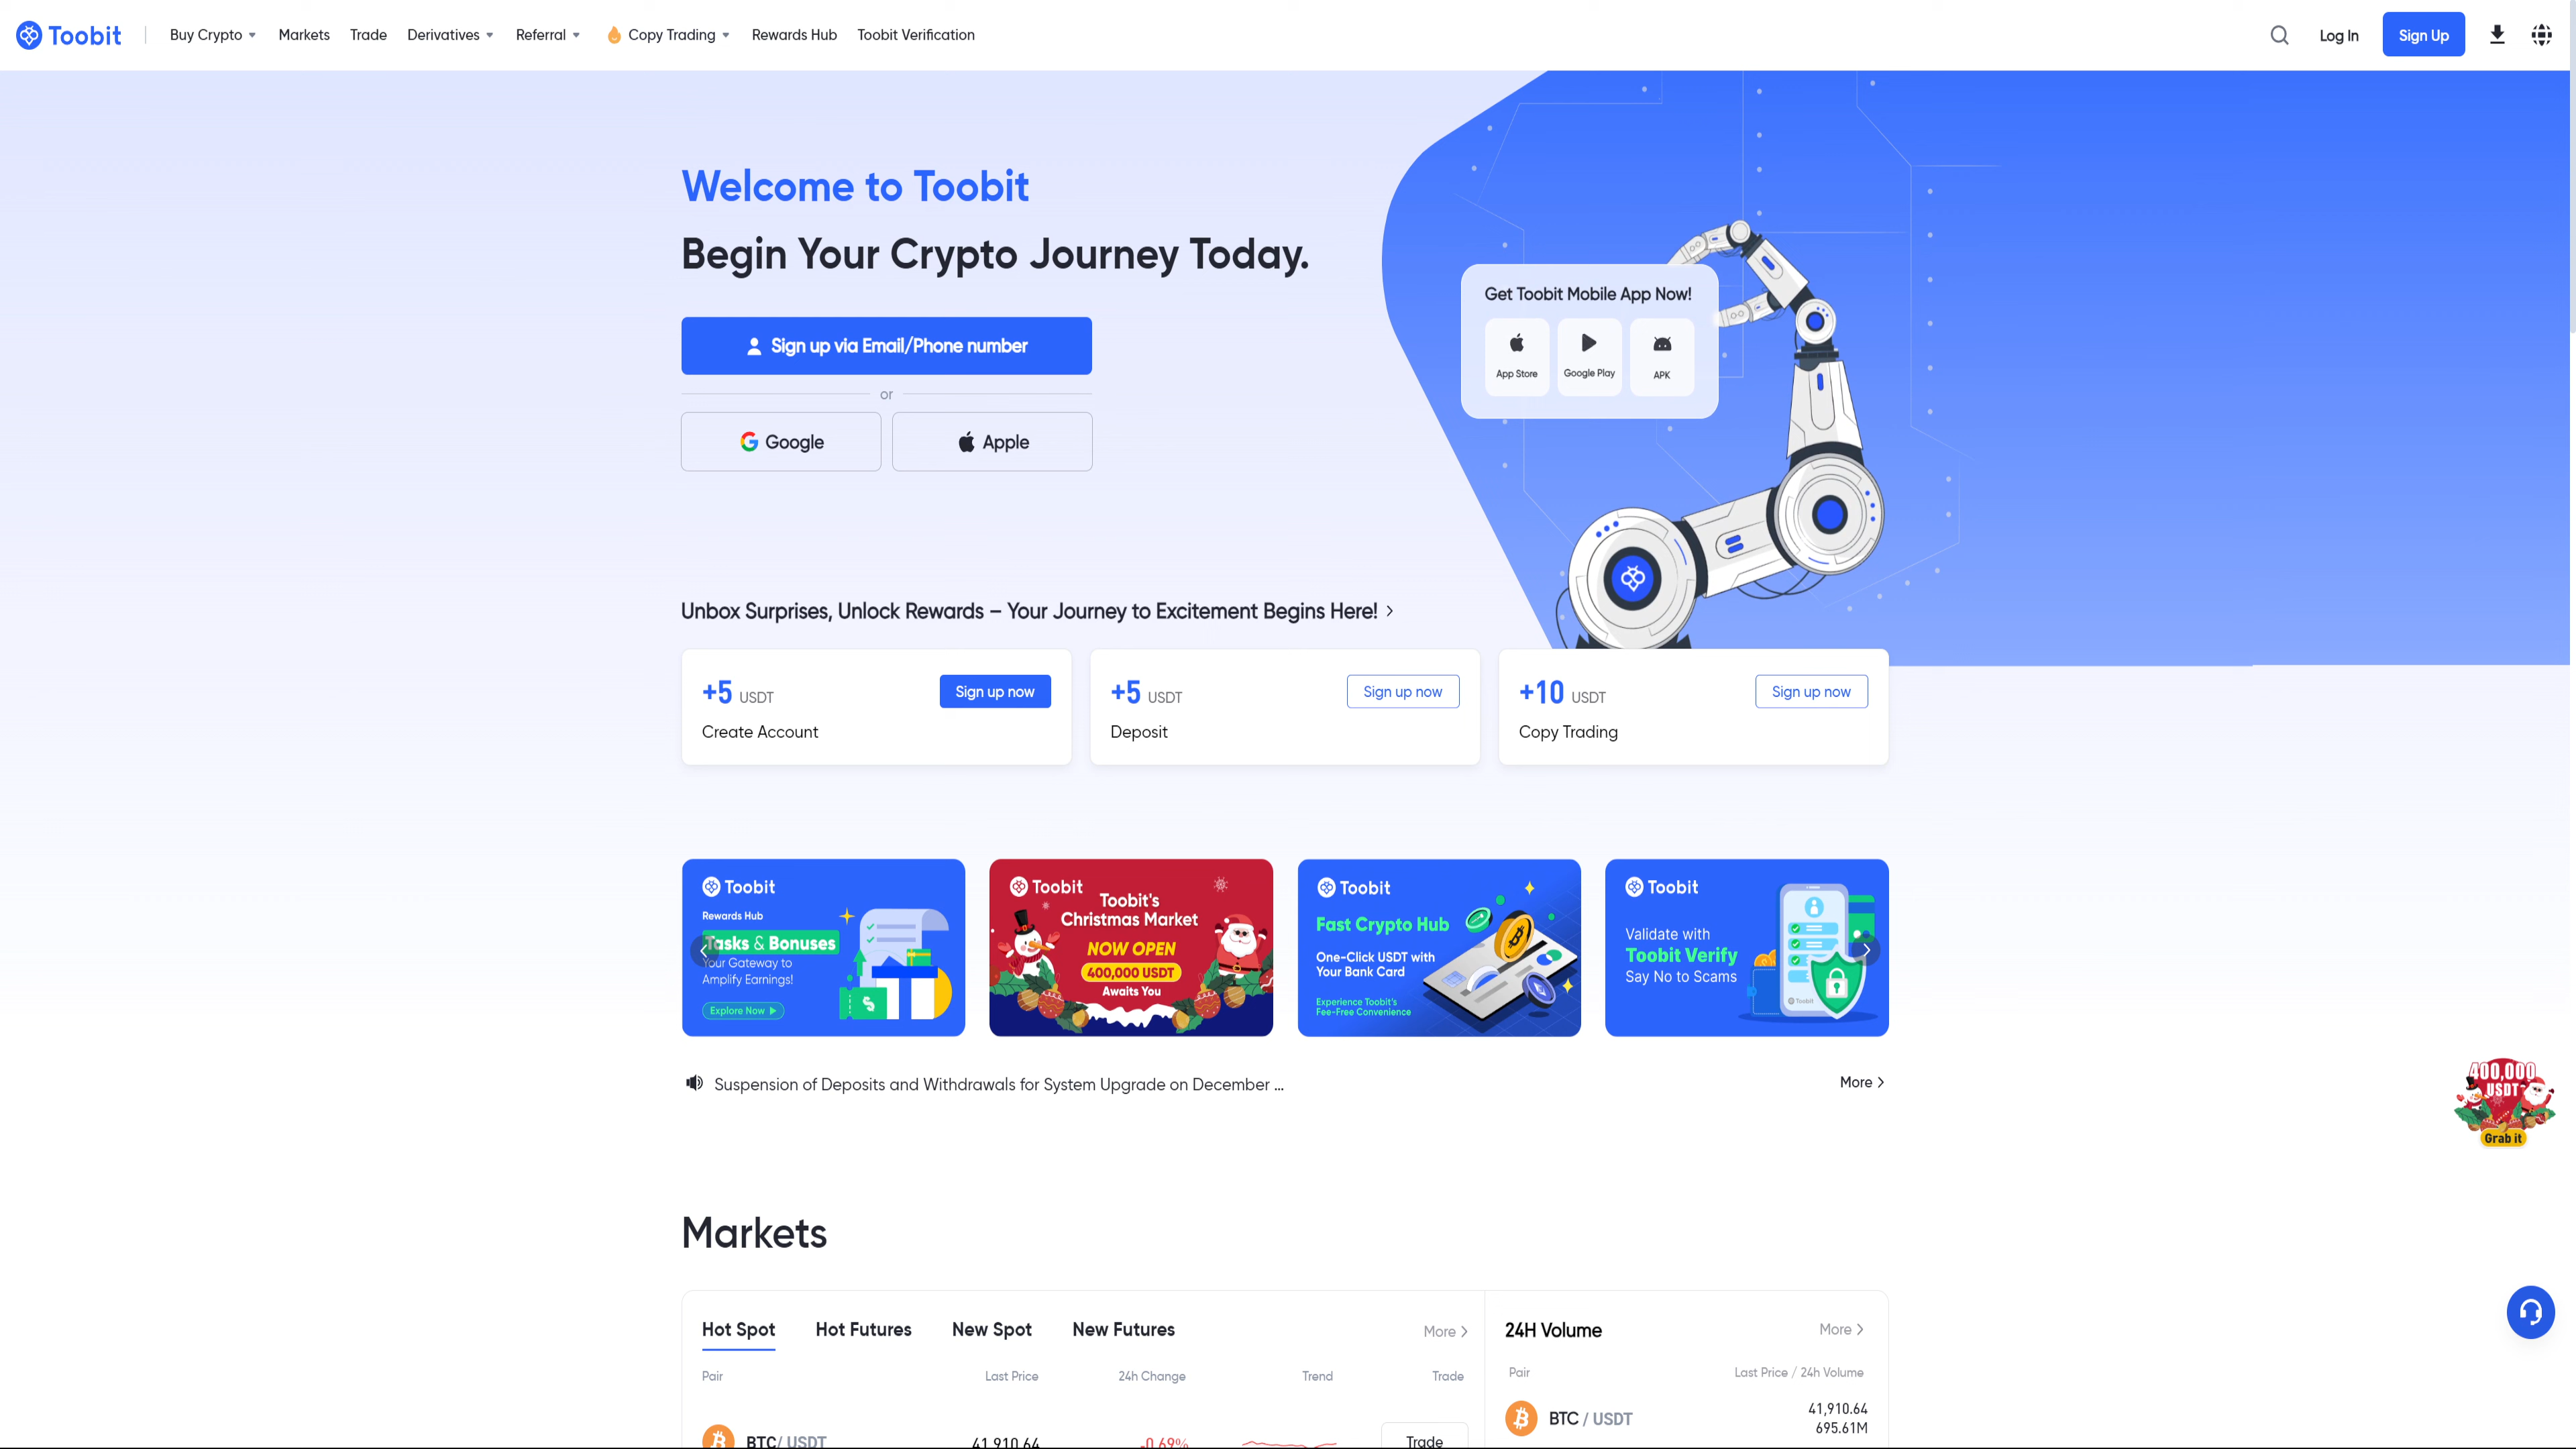 Toobit
Buy Crypto
Markets
Trade
Derivatives
Referral
Copy Trading
Rewards Hub
Toobit Verification
Log In
Sign Up
Welcome to Toobit
Begin Your Crypto Journey Today.
Sign up via Email/Phone number
or
Google
Apple
Get Toobit Mobile App Now!
App Store
Google Play
APK
Unbox Surprises, Unlock Rewards – Your Journey to Excitement Begins Here!
+5 USDT
Sign up now
Create Account
+5 USDT
Sign up now
Deposit
+10 USDT
Sign up now
Copy Trading
Toobit
Rewards Hub
Tasks & Bonuses
Your Gateway to
Amplify Earnings!
Explore Now
Toobit
Toobit's
Christmas Market
NOW OPEN
400,000 USDT
Awaits You
Toobit
Fast Crypto Hub
One-Click USDT with
Your Bank Card
Experience Toobit's
Fee-Free Convenience
Toobit
Validate with
Toobit Verify
Say No to Scams
Toobit
Suspension of Deposits and Withdrawals for System Upgrade on December ...
More
400,000
USDT
Grab it
Markets
Hot Spot
Hot Futures
New Spot
New Futures
More
Pair
Last Price
24h Change
Trend
Trade
BTC/ USDT
41,910.64
-0.69%
Trade
24H Volume
More
Pair
Last Price / 24h Volume
BTC / USDT
41,910.64
695.61M